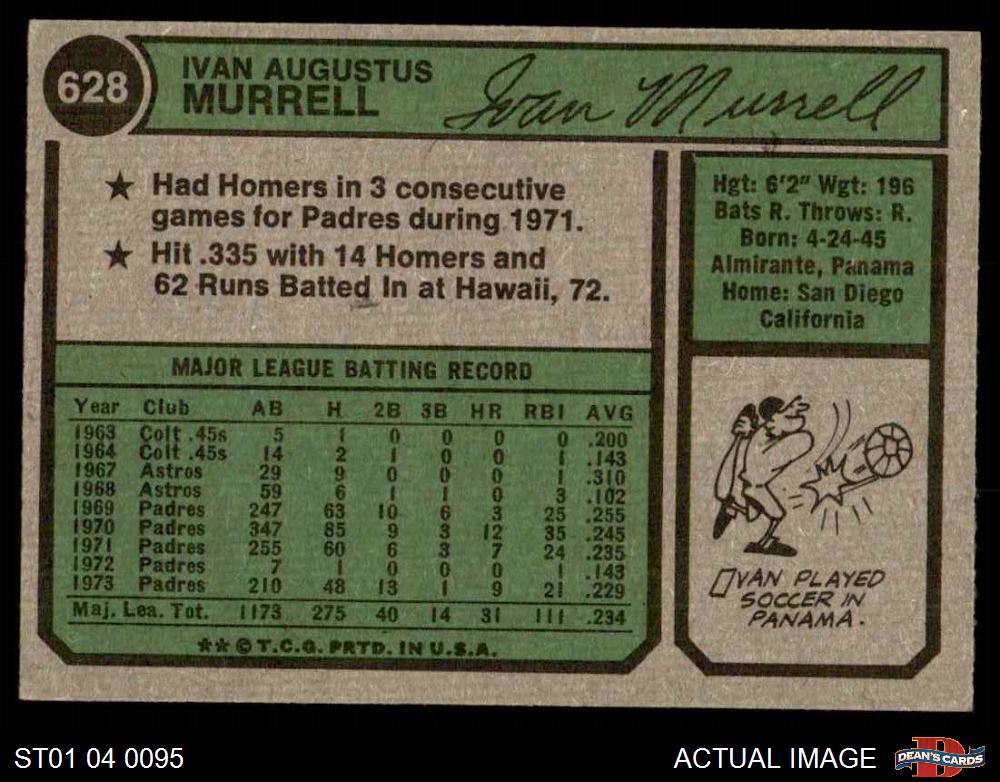 628
IVAN AUGUSTUS
MURRELL
Ivan Murrell
★ Had Homers in 3 consecutive
games for Padres during 1971.
★ Hit .335 with 14 Homers and
62 Runs Batted In at Hawaii, 72.
Hgt: 6'2" Wgt: 196
Bats R. Throws: R.
Born: 4-24-45
Almirante, Panama
Home: San Diego
California
MAJOR LEAGUE BATTING RECORD
Year Club AB H 2B 3B HR RBI AVG
1963 Colt .45s 5 1 0 0 0 0 .200
1964 Colt .45s 14 2 1 0 0 1 .143
1967 Astros 29 9 0 0 0 1 .310
1968 Astros 59 6 1 1 0 3 .102
1969 Padres 247 63 10 6 3 25 .255
1970 Padres 347 85 9 3 12 35 .245
1971 Padres 255 60 6 3 7 24 .235
1972 Padres 7 1 0 0 0 1 .143
1973 Padres 210 48 13 1 9 21 .229
Maj. Lea. Tot. 1173 275 40 14 31 111 .234
** © T.C.G. PRTD. IN U.S.A.
IVAN PLAYED
SOCCER IN
PANAMA.
ST01 04 0095
ACTUAL IMAGE
D
DEAN'S CARDS